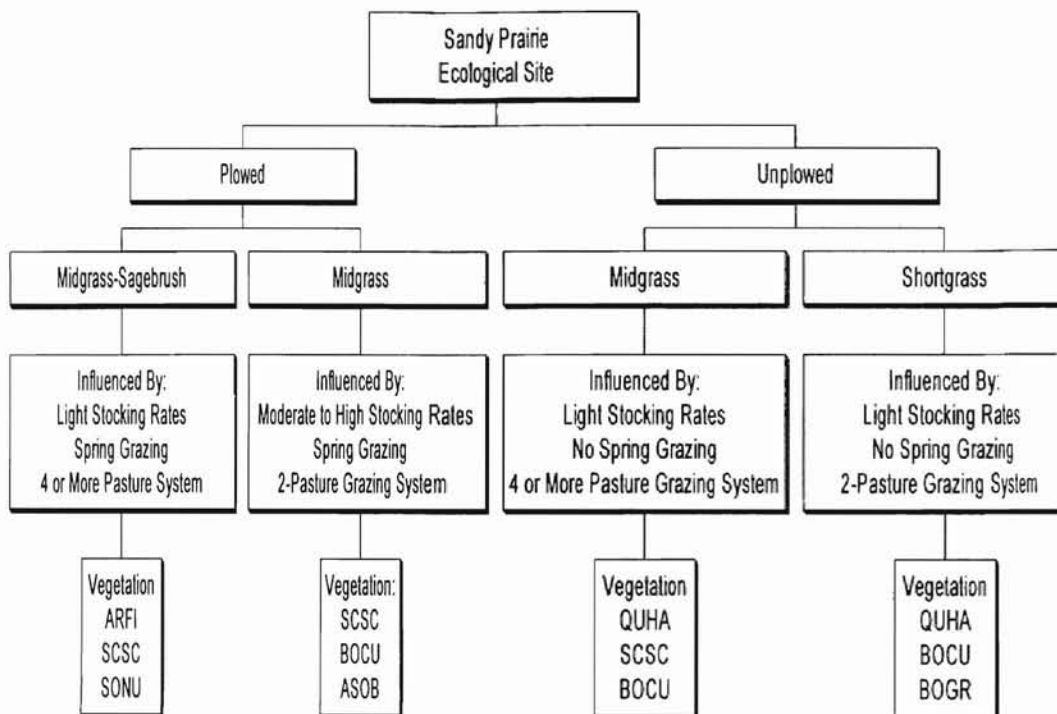 Sandy Prairie
Ecological Site
Plowed
Unplowed
Midgrass-Sagebrush
Midgrass
Midgrass
Shortgrass
Influenced By:
Light Stocking Rates
Spring Grazing
4 or More Pasture System
Influenced By:
Moderate to High Stocking Rates
Spring Grazing
2-Pasture Grazing System
Influenced By:
Light Stocking Rates
No Spring Grazing
4 or More Pasture Grazing System
Influenced By:
Light Stocking Rates
No Spring Grazing
2-Pasture Grazing System
Vegetation
ARFI
SCSC
SONU
Vegetation:
SCSC
BOCU
ASOB
Vegetation
QUHA
SCSC
BOCU
Vegetation
QUHA
BOCU
BOGR